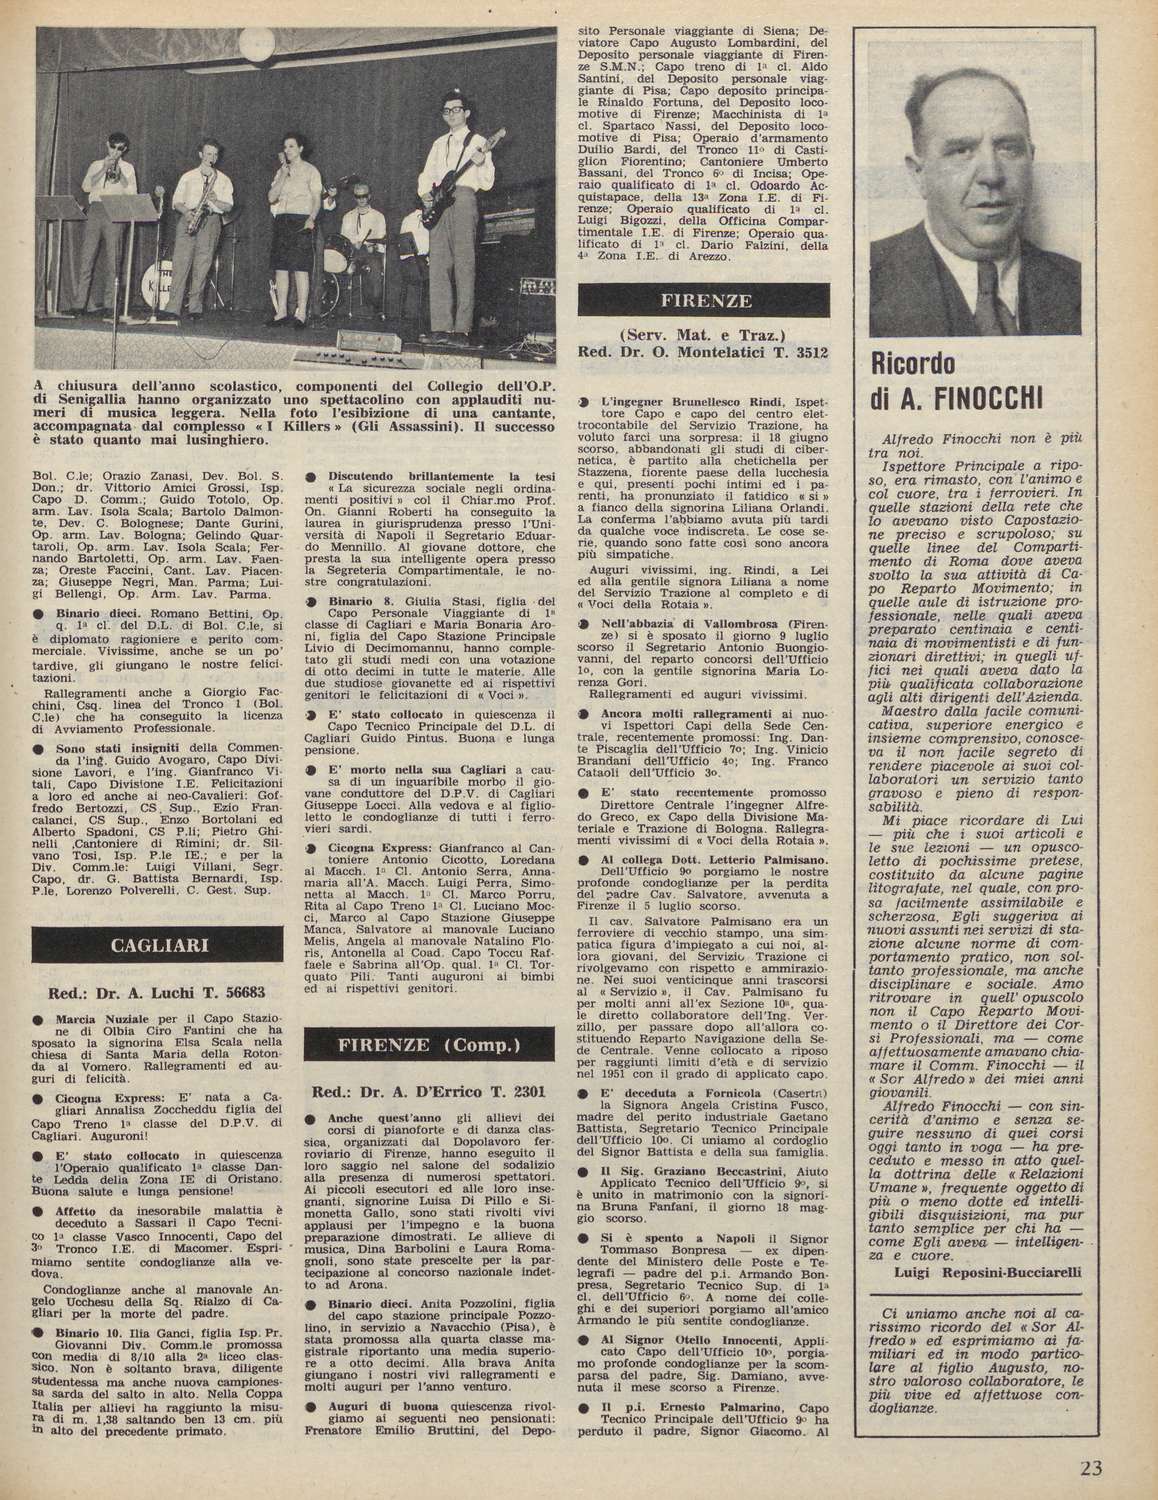 THE
KILLE
A chiusura dell'anno scolastico, componenti del Collegio dell'O.P.
di Senigallia hanno organizzato uno spettacolino con applauditi nu-
meri di musica leggera. Nella foto l'esibizione di una cantante,
accompagnata dal complesso « I Killers » (Gli Assassini). Il successo
è stato quanto mai lusinghiero.
Bol. C.le; Orazio Zanasi, Dev. Bol. S.
Don.; dr. Vittorio Amici Grossi, Isp.
Capo D. Comm.; Guido Totolo, Op.
arm. Lav. Isola Scala; Bartolo Dalmon-
te, Dev. C. Bolognese; Dante Gurini,
Op. arm. Lav. Bologna; Gelindo Quar-
taroli, Op. arm. Lav. Isola Scala; Fer-
nando Bartoletti, Op. arm. Lav. Faen-
za; Oreste Faccini, Cant. Lav. Piacen-
za; Giuseppe Negri, Man. Parma; Lui-
gi Bellengi, Op. Arm. Lav. Parma.
● Binario dieci. Romano Bettini, Op.
q. 1ª cl. del D.L. di Bol. C.le, si
è diplomato ragioniere e perito com-
merciale. Vivissime, anche se un po'
tardive, gli giungano le nostre felici-
tazioni.
Rallegramenti anche a Giorgio Fac-
chini, Csq. linea del Tronco 1 (Bol.
C.le) che ha conseguito la licenza
di Avviamento Professionale.
● Sono stati insigniti della Commen-
da l'ing. Guido Avogaro, Capo Divi-
sione Lavori, e l'ing. Gianfranco Vi-
tali, Capo Divisione I.E. Felicitazioni
a loro ed anche ai neo-Cavalieri: Gof-
fredo Bertozzi, CS Sup., Ezio Fran-
calanci, CS Sup., Enzo Bortolani ed
Alberto Spadoni, CS P.li; Pietro Ghi-
nelli ,Cantoniere di Rimini; dr. Sil-
vano Tosi, Isp. P.le IE.; e per la
Div. Comm.le: Luigi Villani, Segr.
Capo, dr. G. Battista Bernardi, Isp.
P.le, Lorenzo Polverelli, C. Gest. Sup.
CAGLIARI
Red.: Dr. A. Luchi T. 56683
● Marcia Nuziale per il Capo Stazio-
ne di Olbia Ciro Fantini che ha
sposato la signorina Elsa Scala nella
chiesa di Santa Maria della Roton-
da al Vomero. Rallegramenti ed au-
guri di felicità.
● Cicogna Express: E' nata a Ca-
gliari Annalisa Zoccheddu figlia del
Capo Treno 1ª classe del D.P.V. di
Cagliari. Auguroni!
● E' stato collocato in quiescenza
l'Operaio qualificato 1ª classe Dan-
te Ledda della Zona IE di Oristano.
Buona salute e lunga pensione!
● Affetto da inesorabile malattia è
deceduto a Sassari il Capo Tecni-
co 1ª classe Vasco Innocenti, Capo del
3º Tronco I.E. di Macomer. Espri-
miamo sentite condoglianze alla ve-
dova.
Condoglianze anche al manovale An-
gelo Ucchesu della Sq. Rialzo di Ca-
gliari per la morte del padre.
● Binario 10. Ilia Ganci, figlia Isp. Pr.
Giovanni Div. Comm.le promossa
con media di 8/10 alla 2ª liceo clas-
sico. Non è soltanto brava, diligente
studentessa ma anche nuova campiones-
sa sarda del salto in alto. Nella Coppa
Italia per allievi ha raggiunto la misu-
ra di m. 1,38 saltando ben 13 cm. più
in alto del precedente primato.
● Discutendo brillantemente la tesi
« La sicurezza sociale negli ordina-
menti positivi » col il Chiar.mo Prof.
On. Gianni Roberti ha conseguito la
laurea in giurisprudenza presso l'Uni-
versità di Napoli il Segretario Eduar-
do Mennillo. Al giovane dottore, che
presta la sua intelligente opera presso
la Segreteria Compartimentale, le no-
stre congratulazioni.
● Binario 8. Giulia Stasi, figlia del
Capo Personale Viaggiante di 1ª
classe di Cagliari e Maria Bonaria Aro-
ni, figlia del Capo Stazione Principale
Livio di Decimomannu, hanno comple-
tato gli studi medi con una votazione
di otto decimi in tutte le materie. Alle
due studiose giovanette ed ai rispettivi
genitori le felicitazioni di « Voci ».
● E' stato collocato in quiescenza il
Capo Tecnico Principale del D.L. di
Cagliari Guido Pintus. Buona e lunga
pensione.
● E' morto nella sua Cagliari a cau-
sa di un inguaribile morbo il gio-
vane conduttore del D.P.V. di Cagliari
Giuseppe Locci. Alla vedova e al figlio-
letto le condoglianze di tutti i ferro-
vieri sardi.
● Cicogna Express: Gianfranco al Can-
toniere Antonio Cicotto, Loredana
al Macch. 1ª Cl. Antonio Serra, Anna-
maria all'A. Macch. Luigi Perra, Simo-
netta al Macch. 1ª Cl. Marco Porru,
Rita al Capo Treno 1ª Cl. Luciano Moc-
ci, Marco al Capo Stazione Giuseppe
Manca, Salvatore al manovale Luciano
Melis, Angela al manovale Natalino Flo-
ris, Antonella al Coad. Capo Toccu Raf-
faele e Sabrina all'Op. qual. 1ª Cl. Tor-
quato Pili. Tanti auguroni ai bimbi
ed ai rispettivi genitori.
FIRENZE (Comp.)
Red.: Dr. A. D'Errico T. 2301
● Anche quest'anno gli allievi dei
corsi di pianoforte e di danza clas-
sica, organizzati dal Dopolavoro fer-
roviario di Firenze, hanno eseguito il
loro saggio nel salone del sodalizio
alla presenza di numerosi spettatori.
Ai piccoli esecutori ed alle loro inse-
gnanti, signorine Luisa Di Pillo e Si-
monetta Gallo, sono stati rivolti vivi
applausi per l'impegno e la buona
preparazione dimostrati. Le allieve di
musica, Dina Barbolini e Laura Roma-
gnoli, sono state prescelte per la par-
tecipazione al concorso nazionale indet-
to ad Arona.
● Binario dieci. Anita Pozzolini, figlia
del capo stazione principale Pozzo-
lino, in servizio a Navacchio (Pisa), è
stata promossa alla quarta classe ma-
gistrale riportando una media superio-
re a otto decimi. Alla brava Anita
giungano i nostri vivi rallegramenti e
molti auguri per l'anno venturo.
● Auguri di buona quiescenza rivol-
giamo ai seguenti neo pensionati:
Frenatore Emilio Bruttini, del Depo-
sito Personale viaggiante di Siena; De-
viatore Capo Augusto Lombardini, del
Deposito personale viaggiante di Firen-
ze S.M.N.; Capo treno di 1ª cl. Aldo
Santini, del Deposito personale viag-
giante di Pisa; Capo deposito principa-
le Rinaldo Fortuna, del Deposito loco-
motive di Firenze; Macchinista di 1ª
cl. Spartaco Nassi, del Deposito loco-
motive di Pisa; Operaio d'armamento
Duilio Bardi, del Tronco 11º di Casti-
glion Fiorentino; Cantoniere Umberto
Bassani, del Tronco 6º di Incisa; Ope-
raio qualificato di 1ª cl. Odoardo Ac-
quistapace, della 13ª Zona I.E. di Fi-
renze; Operaio qualificato di 1ª cl.
Luigi Bigozzi, della Officina Compar-
timentale I.E. di Firenze; Operaio qua-
lificato di 1ª cl. Dario Falzini, della
4ª Zona I.E. di Arezzo.
FIRENZE
(Serv. Mat. e Traz.)
Red. Dr. O. Montelatici T. 3512
● L'ingegner Brunellesco Rindi, Ispet-
tore Capo e capo del centro elet-
trocontabile del Servizio Trazione, ha
voluto farci una sorpresa: il 18 giugno
scorso, abbandonati gli studi di ciber-
netica, è partito alla chetichella per
Stazzena, fiorente paese della lucchesia
e qui, presenti pochi intimi ed i pa-
renti, ha pronunziato il fatidico « sì »
a fianco della signorina Liliana Orlandi.
La conferma l'abbiamo avuta più tardi
da qualche voce indiscreta. Le cose se-
rie, quando sono fatte così sono ancora
più simpatiche.
Auguri vivissimi, ing. Rindi, a Lei
ed alla gentile signora Liliana a nome
del Servizio Trazione al completo e di
« Voci della Rotaia ».
● Nell'abbazia di Vallombrosa (Firen-
ze) si è sposato il giorno 9 luglio
scorso il Segretario Antonio Buongio-
vanni, del reparto concorsi dell'Ufficio
1o, con la gentile signorina Maria Lo-
renza Gori.
Rallegramenti ed auguri vivissimi.
● Ancora molti rallegramenti ai nuo-
vi Ispettori Capi della Sede Cen-
trale, recentemente promossi: Ing. Dan-
te Piscaglia dell'Ufficio 7o; Ing. Vinicio
Brandani dell'Ufficio 4o; Ing. Franco
Cataoli dell'Ufficio 3o.
● E' stato recentemente promosso
Direttore Centrale l'ingegner Alfre-
do Greco, ex Capo della Divisione Ma-
teriale e Trazione di Bologna. Rallegra-
menti vivissimi di « Voci della Rotaia ».
● Al collega Dott. Letterio Palmisano.
Dell'Ufficio 9o porgiamo le nostre
profonde condoglianze per la perdita
del padre Cav. Salvatore, avvenuta a
Firenze il 5 luglio scorso.
Il cav. Salvatore Palmisano era un
ferroviere di vecchio stampo, una sim-
patica figura d'impiegato a cui noi, al-
lora giovani, del Servizio Trazione ci
rivolgevamo con rispetto e ammirazio-
ne. Nei suoi venticinque anni trascorsi
al « Servizio », il Cav. Palmisano fu
per molti anni all'ex Sezione 10ª, qua-
le diretto collaboratore dell'Ing. Ver-
zillo, per passare dopo all'allora co-
stituendo Reparto Navigazione della Se-
de Centrale. Venne collocato a riposo
per raggiunti limiti d'età e di servizio
nel 1951 con il grado di applicato capo.
● E' deceduta a Fornicola (Caserta)
la Signora Angela Cristina Fusco,
madre del perito industriale Gaetano
Battista, Segretario Tecnico Principale
dell'Ufficio 10o. Ci uniamo al cordoglio
del Signor Battista e della sua famiglia.
● Il Sig. Graziano Beccastrini, Aiuto
Applicato Tecnico dell'Ufficio 9º, si
è unito in matrimonio con la signori-
na Bruna Fanfani, il giorno 18 mag-
gio scorso.
● Si è spento a Napoli il Signor
Tommaso Bonpresa — ex dipen-
dente del Ministero delle Poste e Te-
legrafi — padre del p.i. Armando Bon-
presa, Segretario Tecnico Sup. di 1ª
cl. dell'Ufficio 6º. A nome dei colle-
ghi e dei superiori porgiamo all'amico
Armando le più sentite condoglianze.
● Al Signor Otello Innocenti, Appli-
cato Capo dell'Ufficio 10º, porgia-
mo profonde condoglianze per la scom-
parsa del padre, Sig. Damiano, avve-
nuta il mese scorso a Firenze.
● Il p.i. Ernesto Palmarino, Capo
Tecnico Principale dell'Ufficio 9º ha
perduto il padre, Signor Giacomo. Al
Ricordo
di A. FINOCCHI
Alfredo Finocchi non è più
tra noi.
Ispettore Principale a ripo-
so, era rimasto, con l'animo e
col cuore, tra i ferrovieri. In
quelle stazioni della rete che
lo avevano visto Capostazio-
ne preciso e scrupoloso; su
quelle linee del Comparti-
mento di Roma dove aveva
svolto la sua attività di Ca-
po Reparto Movimento; in
quelle aule di istruzione pro-
fessionale, nelle quali aveva
preparato centinaia e centi-
naia di movimentisti e di fun-
zionari direttivi; in quegli uf-
fici nei quali aveva dato la
più qualificata collaborazione
agli alti dirigenti dell'Azienda.
Maestro dalla facile comuni-
cativa, superiore energico e
insieme comprensivo, conosce-
va il non facile segreto di
rendere piacevole ai suoi col-
laboratori un servizio tanto
gravoso e pieno di respon-
sabilità.
Mi piace ricordare di Lui
— più che i suoi articoli e
le sue lezioni — un opusco-
letto di pochissime pretese,
costituito da alcune pagine
litografate, nel quale, con pro-
sa facilmente assimilabile e
scherzosa, Egli suggeriva ai
nuovi assunti nei servizi di sta-
zione alcune norme di com-
portamento pratico, non sol-
tanto professionale, ma anche
disciplinare e sociale. Amo
ritrovare in quell' opuscolo
non il Capo Reparto Movi-
mento o il Direttore dei Cor-
si Professionali, ma — come
affettuosamente amavano chia-
mare il Comm. Finocchi — il
« Sor Alfredo » dei miei anni
giovanili.
Alfredo Finocchi — con sin-
cerità d'animo e senza se-
guire nessuno di quei corsi
oggi tanto in voga — ha pre-
ceduto e messo in atto quel-
la dottrina delle « Relazioni
Umane », frequente oggetto di
più o meno dotte ed intelli-
gibili disquisizioni, ma pur
tanto semplice per chi ha —
come Egli aveva — intelligen-
za e cuore.
Luigi Reposini-Bucciarelli
Ci uniamo anche noi al ca-
rissimo ricordo del « Sor Al-
fredo » ed esprimiamo ai fa-
miliari ed in modo partico-
lare al figlio Augusto, no-
stro valoroso collaboratore, le
più vive ed affettuose con-
doglianze.
23